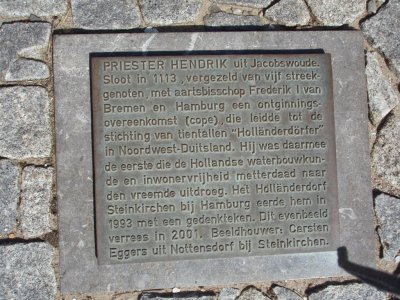 PRIESTER HENDRIK uit Jacobswoude.
Sloot in 1113, vergezeld van vijf streek-
genoten, met aartsbisschop Frederik I van
Bremen en Hamburg een ontginnings-
overeenkomst (cope), die leidde tot de
stichting van tientallen "Holländerdörfer"
in Noordwest-Duitsland. Hij was daarmee
de eerste die de Hollandse waterbouwkun-
de en inwonervrijheid metterdaad naar
den vreemde uitdroeg. Het Holländerdorf
Steinkirchen bij Hamburg eerde hem in
1993 met een gedenkteken. Dit evenbeeld
verrees in 2001. Beeldhouwer: Carsten
Eggers uit Nottensdorf bij Steinkirchen.